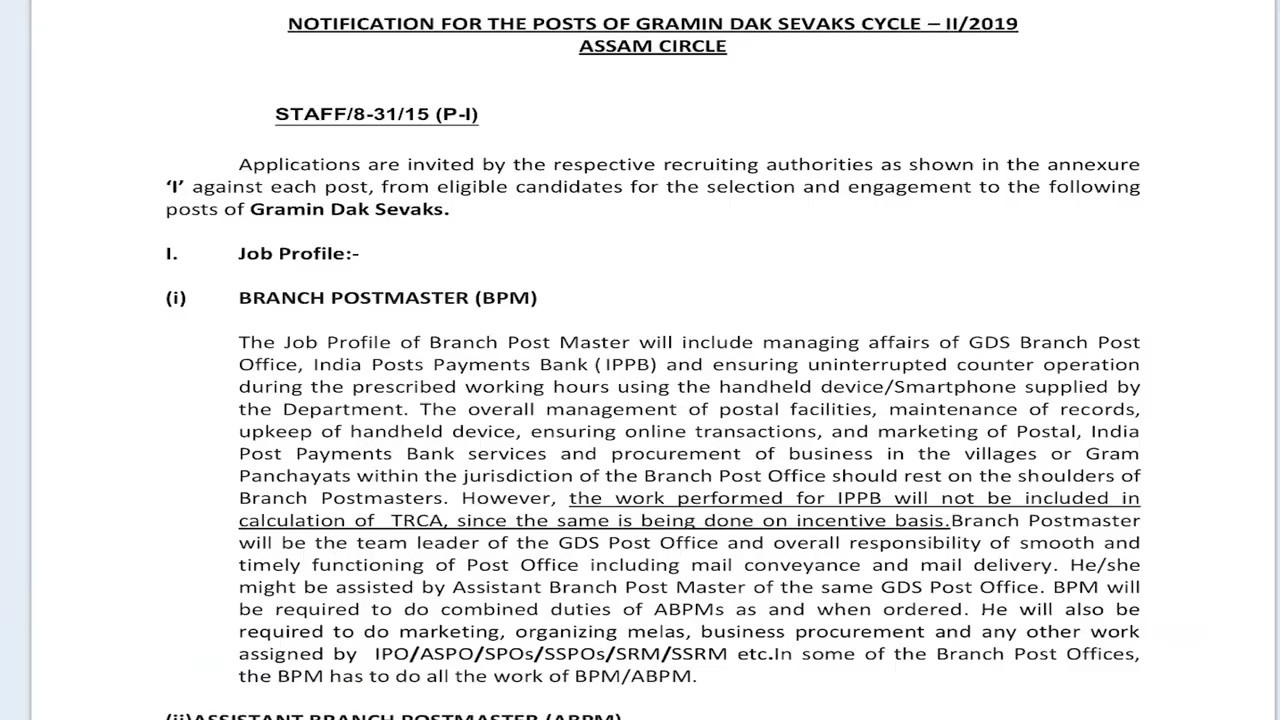 NOTIFICATION FOR THE POSTS OF GRAMIN DAK SEVAKS CYCLE – II/2019
ASSAM CIRCLE
STAFF/8-31/15 (P-I)
Applications are invited by the respective recruiting authorities as shown in the annexure
‘I’ against each post, from eligible candidates for the selection and engagement to the following
posts of Gramin Dak Sevaks.
I. Job Profile:-
(i) BRANCH POSTMASTER (BPM)
The Job Profile of Branch Post Master will include managing affairs of GDS Branch Post
Office, India Posts Payments Bank ( IPPB) and ensuring uninterrupted counter operation
during the prescribed working hours using the handheld device/Smartphone supplied by
the Department. The overall management of postal facilities, maintenance of records,
upkeep of handheld device, ensuring online transactions, and marketing of Postal, India
Post Payments Bank services and procurement of business in the villages or Gram
Panchayats within the jurisdiction of the Branch Post Office should rest on the shoulders of
Branch Postmasters. However, the work performed for IPPB will not be included in
calculation of TRCA, since the same is being done on incentive basis.Branch Postmaster
will be the team leader of the GDS Post Office and overall responsibility of smooth and
timely functioning of Post Office including mail conveyance and mail delivery. He/she
might be assisted by Assistant Branch Post Master of the same GDS Post Office. BPM will
be required to do combined duties of ABPMs as and when ordered. He will also be
required to do marketing, organizing melas, business procurement and any other work
assigned by IPO/ASPO/SPOs/SSPOs/SRM/SSRM etc.In some of the Branch Post Offices,
the BPM has to do all the work of BPM/ABPM.
(ii)ASSISTANT BRANCH POSTMASTER (ABPM)